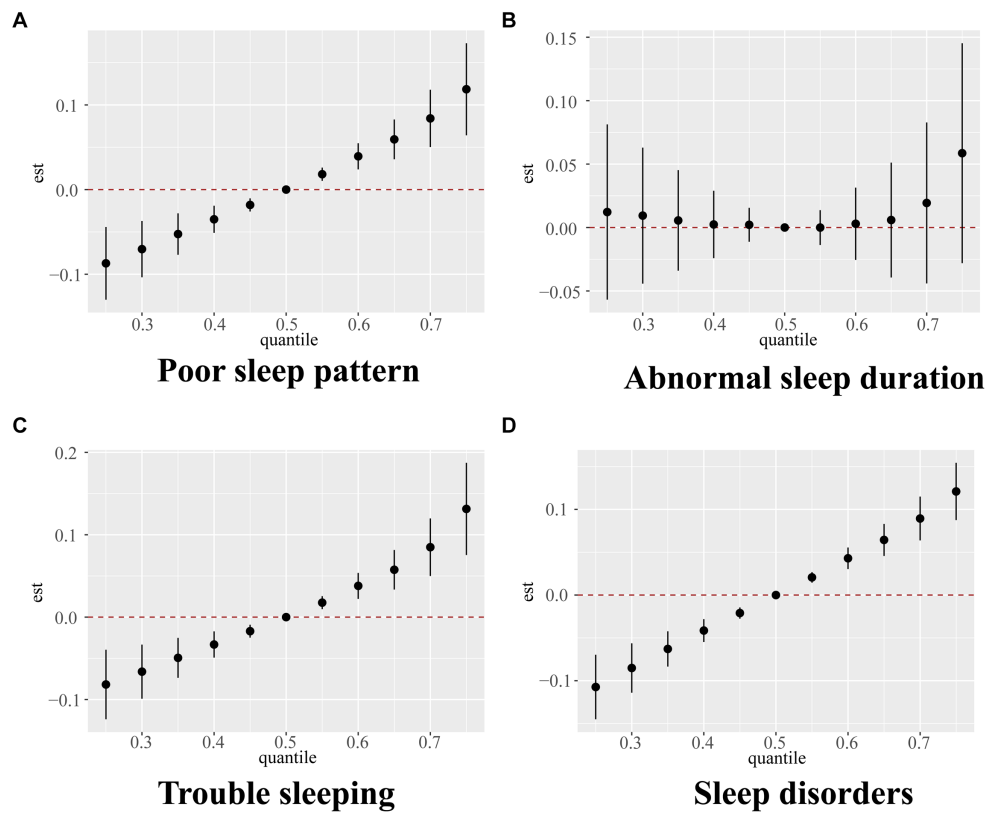 A
est
0.1
0.0
−0.1
0.3 0.4 0.5 0.6 0.7
quantile
Poor sleep pattern
B
est
0.15
0.10
0.05
0.00
−0.05
0.3 0.4 0.5 0.6 0.7
quantile
Abnormal sleep duration
C
est
0.2
0.1
0.0
−0.1
0.3 0.4 0.5 0.6 0.7
quantile
Trouble sleeping
D
est
0.1
0.0
−0.1
0.3 0.4 0.5 0.6 0.7
quantile
Sleep disorders